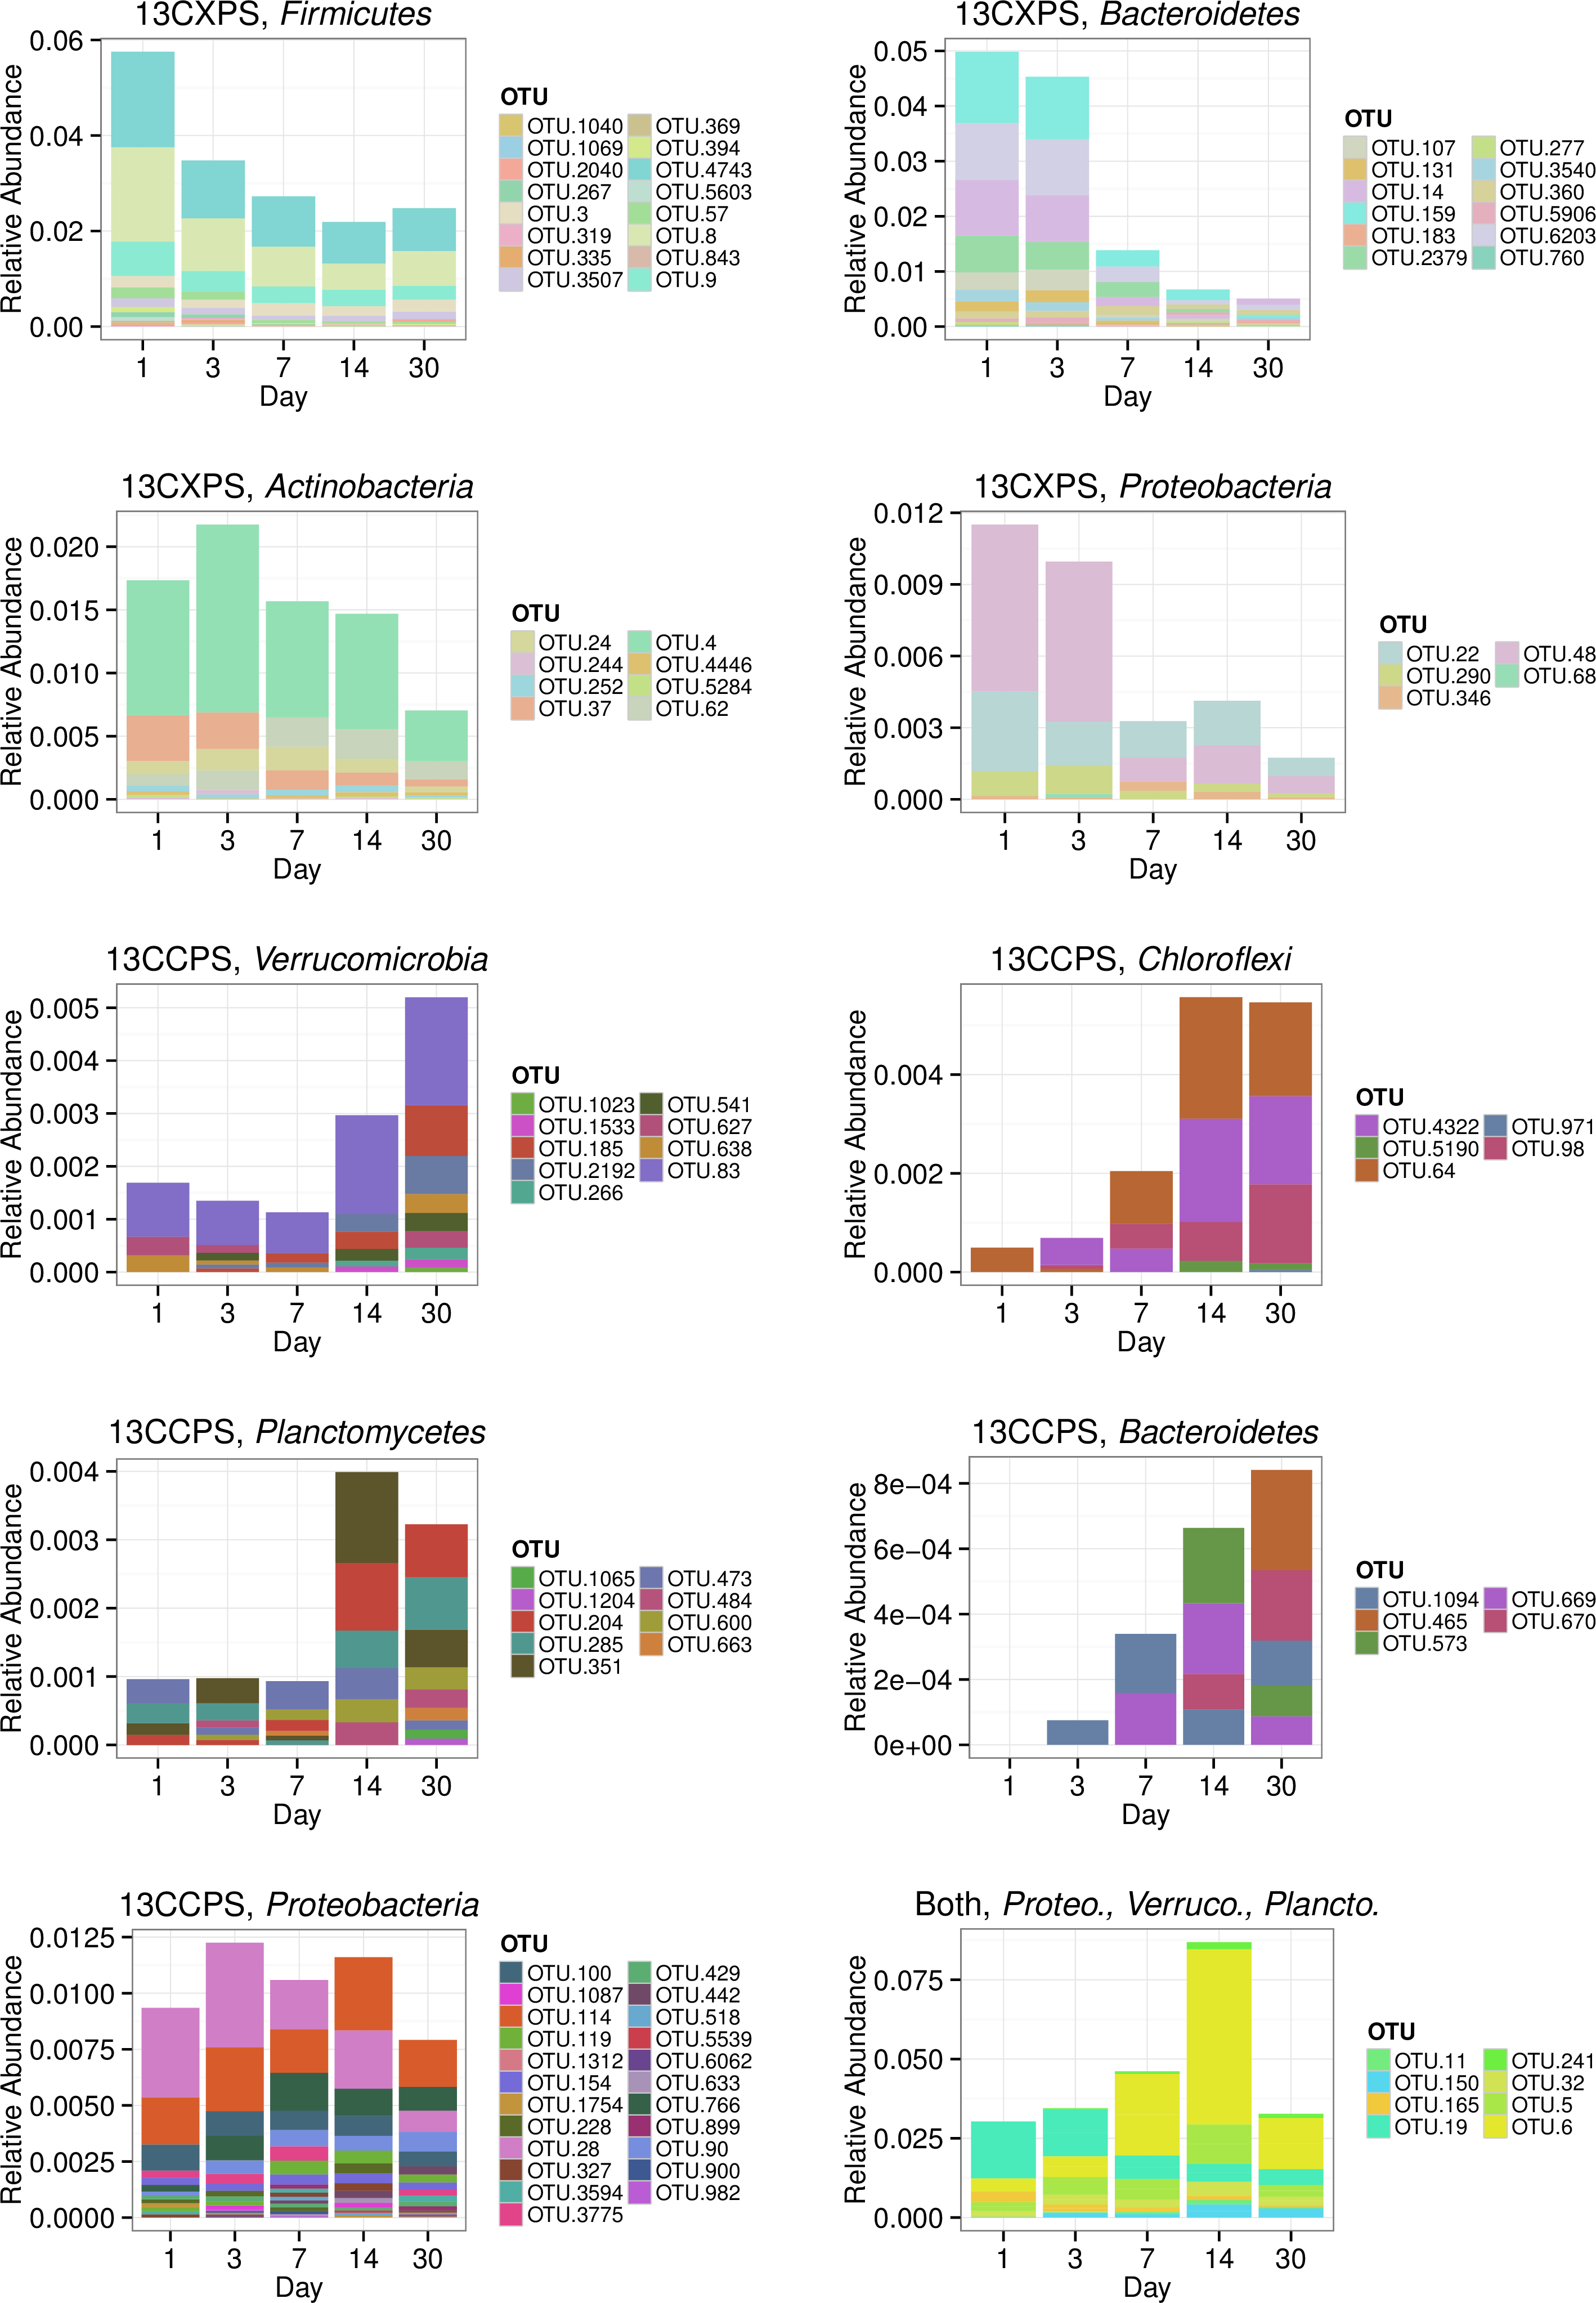 13CXPS, Firmicutes
Relative Abundance
0.06
0.04
0.02
0.00
1 3 7 14 30
Day
OTU
OTU.1040 OTU.369
OTU.1069 OTU.394
OTU.2040 OTU.4743
OTU.267 OTU.5603
OTU.3 OTU.57
OTU.319 OTU.8
OTU.335 OTU.843
OTU.3507 OTU.9
13CXPS, Bacteroidetes
Relative Abundance
0.05
0.04
0.03
0.02
0.01
0.00
1 3 7 14 30
Day
OTU
OTU.107 OTU.277
OTU.131 OTU.3540
OTU.14 OTU.360
OTU.159 OTU.5906
OTU.183 OTU.6203
OTU.2379 OTU.760
13CXPS, Actinobacteria
Relative Abundance
0.020
0.015
0.010
0.005
0.000
1 3 7 14 30
Day
OTU
OTU.24 OTU.4
OTU.244 OTU.4446
OTU.252 OTU.5284
OTU.37 OTU.62
13CXPS, Proteobacteria
Relative Abundance
0.012
0.009
0.006
0.003
0.000
1 3 7 14 30
Day
OTU
OTU.22 OTU.48
OTU.290 OTU.68
OTU.346
13CCPS, Verrucomicrobia
Relative Abundance
0.005
0.004
0.003
0.002
0.001
0.000
1 3 7 14 30
Day
OTU
OTU.1023 OTU.541
OTU.1533 OTU.627
OTU.185 OTU.638
OTU.2192 OTU.83
OTU.266
13CCPS, Chloroflexi
Relative Abundance
0.004
0.002
0.000
1 3 7 14 30
Day
OTU
OTU.4322 OTU.971
OTU.5190 OTU.98
OTU.64
13CCPS, Planctomycetes
Relative Abundance
0.004
0.003
0.002
0.001
0.000
1 3 7 14 30
Day
OTU
OTU.1065 OTU.473
OTU.1204 OTU.484
OTU.204 OTU.600
OTU.285 OTU.663
OTU.351
13CCPS, Bacteroidetes
Relative Abundance
8e−04
6e−04
4e−04
2e−04
0e+00
1 3 7 14 30
Day
OTU
OTU.1094 OTU.669
OTU.465 OTU.670
OTU.573
13CCPS, Proteobacteria
Relative Abundance
0.0125
0.0100
0.0075
0.0050
0.0025
0.0000
1 3 7 14 30
Day
OTU
OTU.100 OTU.429
OTU.1087 OTU.442
OTU.114 OTU.518
OTU.119 OTU.5539
OTU.1312 OTU.6062
OTU.154 OTU.633
OTU.1754 OTU.766
OTU.228 OTU.899
OTU.28 OTU.90
OTU.327 OTU.900
OTU.3594 OTU.982
OTU.3775
Both, Proteo., Verruco., Plancto.
Relative Abundance
0.075
0.050
0.025
0.000
1 3 7 14 30
Day
OTU
OTU.11 OTU.241
OTU.150 OTU.32
OTU.165 OTU.5
OTU.19 OTU.6